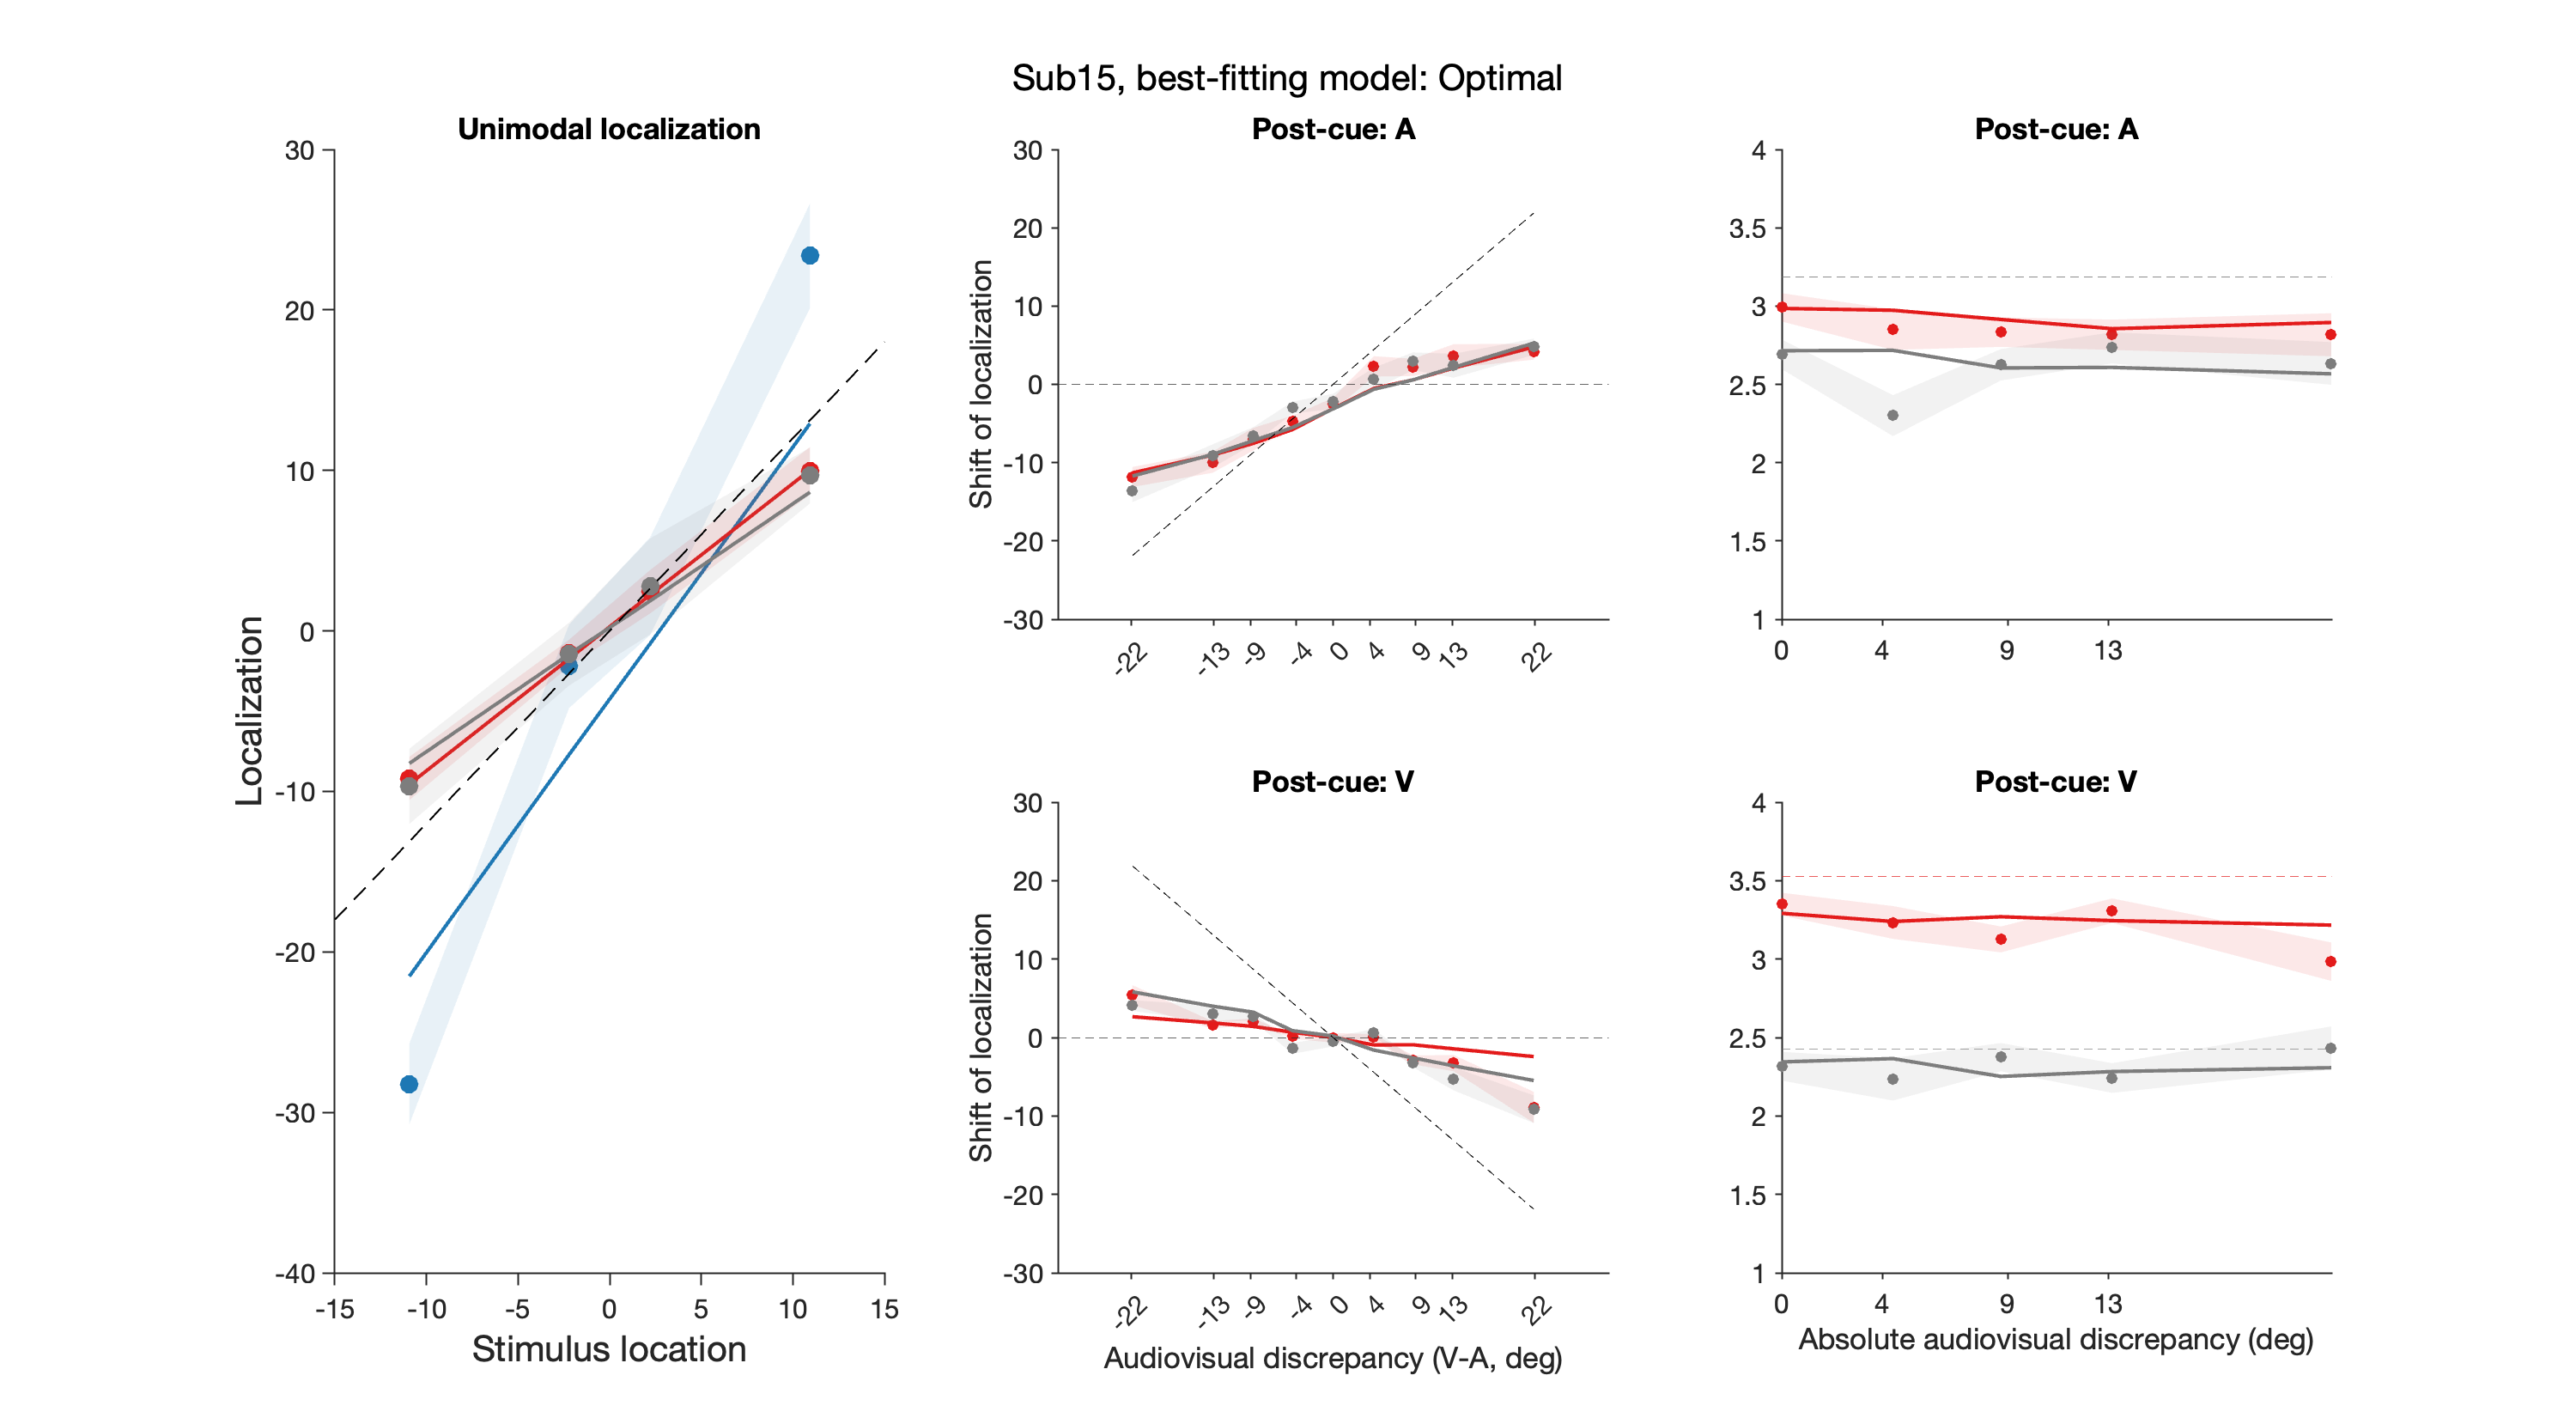 Sub15, best-fitting model: Optimal
Unimodal localization
30
20
10
0
-10
-20
-30
-40
-15 -10 -5 0 5 10 15
Localization
Stimulus location
Post-cue: A
30
20
10
0
-10
-20
-30
-22 -13 -9 -4 0 4 9 13 22
Shift of localization
Post-cue: A
4
3.5
3
2.5
2
1.5
1
0 4 9 13
Post-cue: V
30
20
10
0
-10
-20
-30
-22 -13 -9 -4 0 4 9 13 22
Shift of localization
Audiovisual discrepancy (V-A, deg)
Post-cue: V
4
3.5
3
2.5
2
1.5
1
0 4 9 13
Absolute audiovisual discrepancy (deg)